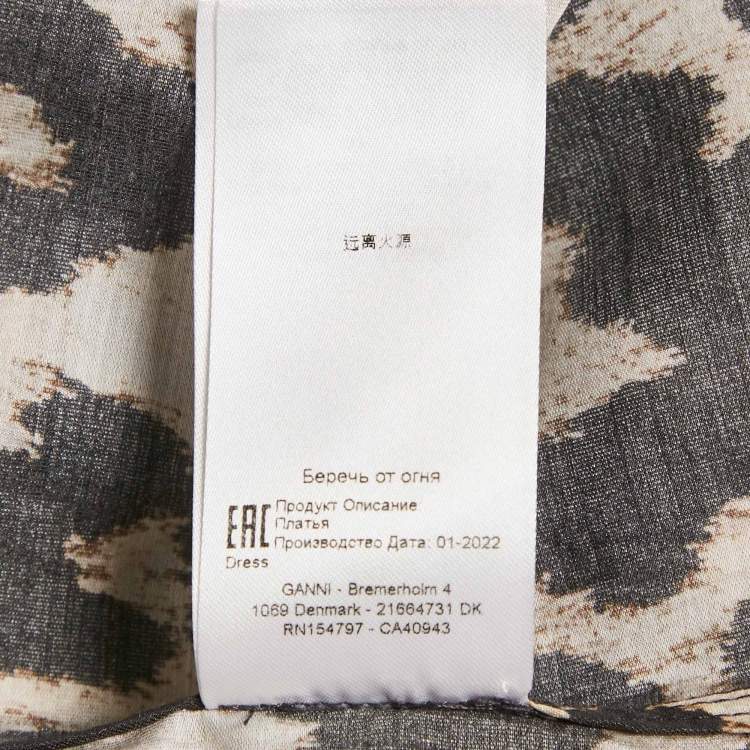 远离火源
Беречь от огня
EAC
Продукт Описание
Платья
Производство Дата: 01-2022
Dress
GANNI - Bremerholm 4
1069 Denmark - 21664731 DK
RN154797 - CA40943